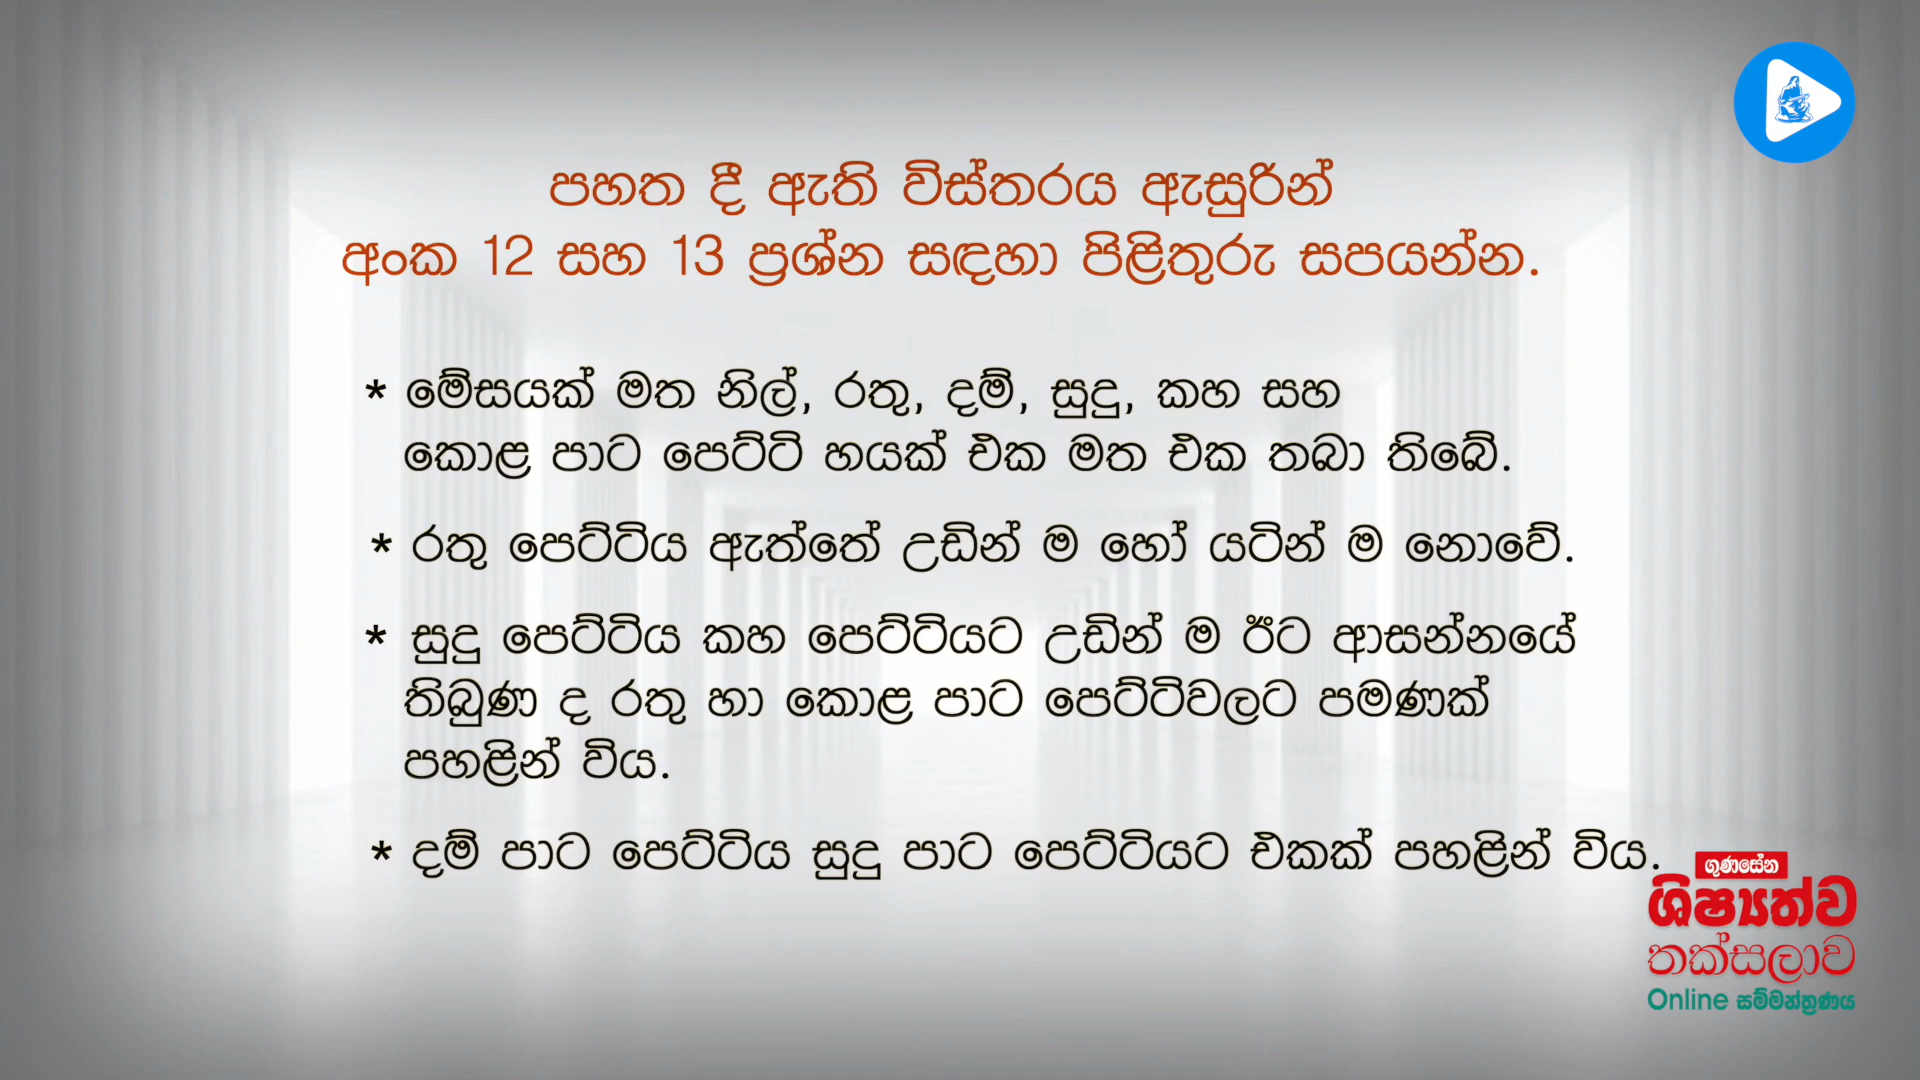 පහත දී ඇති විස්තරය ඇසුරින්
අංක 12 සහ 13 ප්‍රශ්න සඳහා පිළිතුරු සපයන්න.
* මේසයක් මත නිල්, රතු, දම්, සුදු, කහ සහ
කොළ පාට පෙට්ටි හයක් එක මත එක තබා තිබේ.
* රතු පෙට්ටිය ඇත්තේ උඩින් ම හෝ යටින් ම නොවේ.
* සුදු පෙට්ටිය කහ පෙට්ටියට උඩින් ම ඊට ආසන්නයේ
තිබුණ ද රතු හා කොළ පාට පෙට්ටිවලට පමණක්
පහළින් විය.
* දම් පාට පෙට්ටිය සුදු පාට පෙට්ටියට එකක් පහළින් විය.
ගුණසේන
ශිෂ්‍යත්ව
තක්සලාව
Online සම්මන්ත්‍රණය